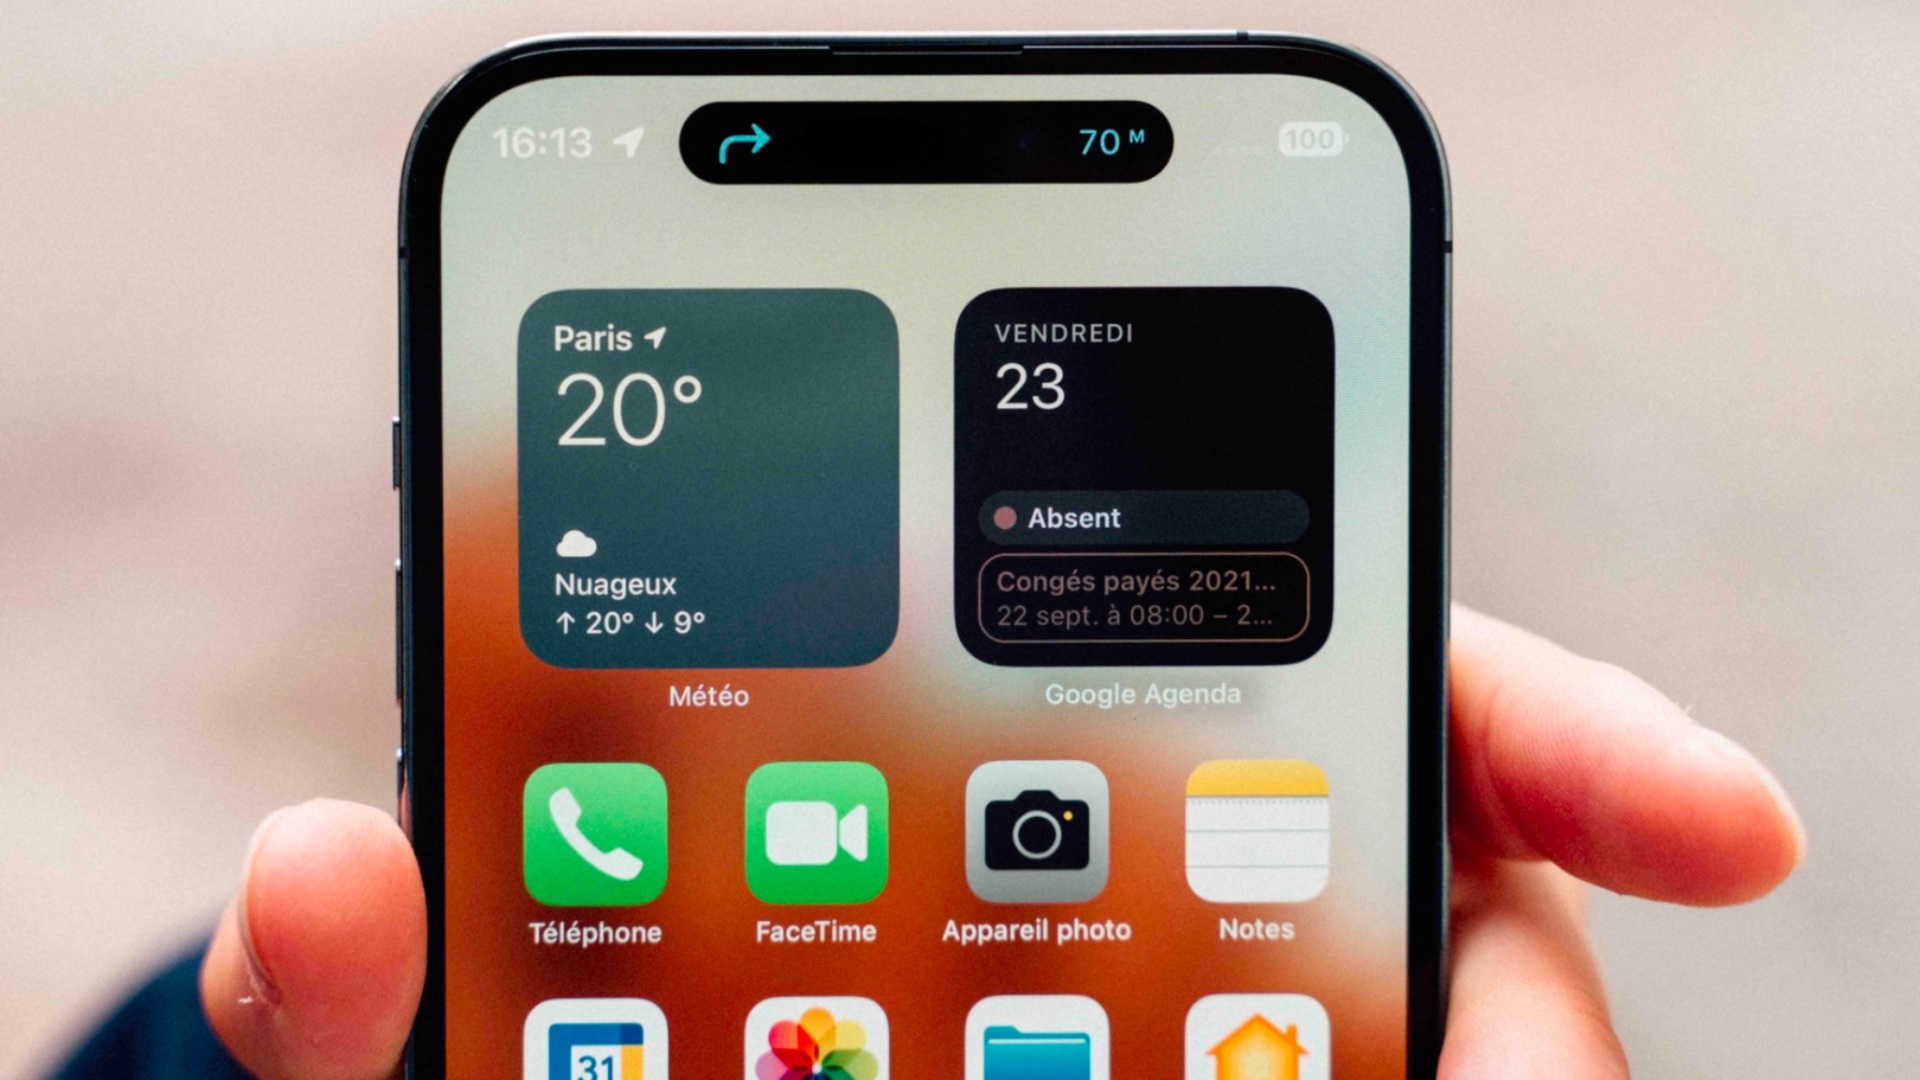 16:13
70 M
100
Paris
20°
Nuageux
↑ 20° ↓ 9°
Météo
VENDREDI
23
Absent
Congés payés 2021...
22 sept. à 08:00 – 2...
Google Agenda
Téléphone
FaceTime
Appareil photo
Notes
31